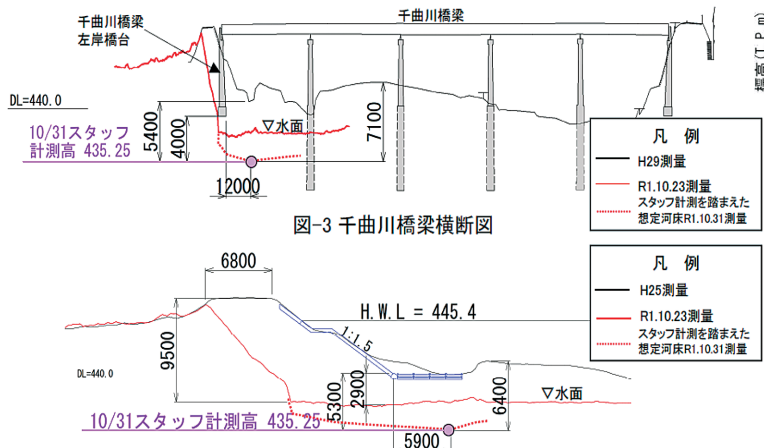 千曲川橋梁
千曲川橋梁
左岸橋台
標高(T.P.m)
DL=440.0
5400
4000
▽水面
7100
10/31スタッフ
計測高 435.25
12000
凡 例
H29測量
R1.10.23測量
スタッフ計測を踏まえた
想定河床R1.10.31測量
図-3 千曲川橋梁横断図
6800
H.W.L = 445.4
1:1.5
9500
DL=440.0
2900
5300
6400
▽水面
10/31スタッフ計測高 435.25
5900
凡 例
H25測量
R1.10.23測量
スタッフ計測を踏まえた
想定河床R1.10.31測量